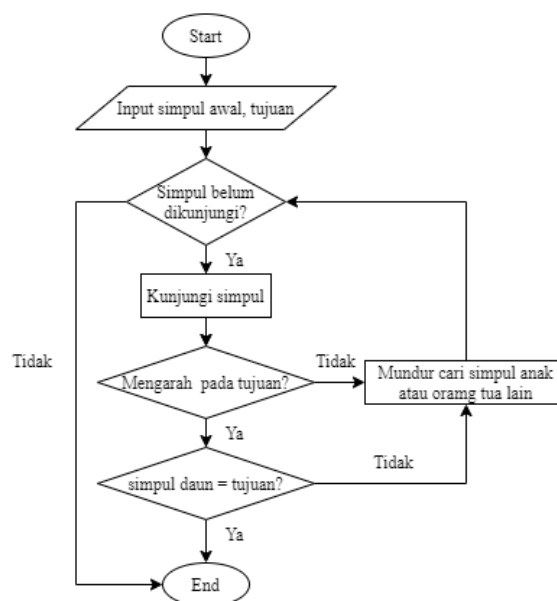 Start
Input simpul awal, tujuan
Simpul belum
dikunjungi?
Ya
Kunjungi simpul
Tidak
Mengarah  pada tujuan?
Tidak
Mundur cari simpul anak
atau oramg tua lain
Ya
simpul daun = tujuan?
Tidak
Ya
End